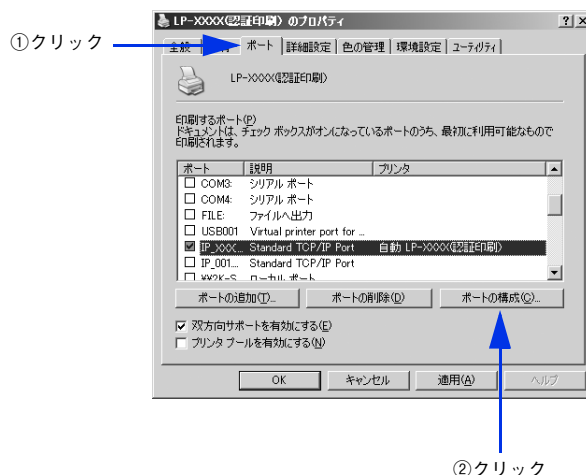 LP-XXXX(認証印刷) のプロパティ
①クリック
全般
ポート
詳細設定
色の管理
環境設定
ユーティリティ
LP-XXXX(認証印刷)
印刷するポート(P)
ドキュメントは、チェック ボックスがオンになっているポートのうち、最初に利用可能なもので
印刷されます。
ポート 説明 プリンタ
COM3: シリアル ポート
COM4: シリアル ポート
FILE: ファイルへ出力
USB001 Virtual printer port for ...
IP_XXX... Standard TCP/IP Port 自動 LP-XXXX(認証印刷)
IP_001.... Standard TCP/IP Port
¥¥2K-S ローカル ポート
ポートの追加(T)... ポートの削除(D) ポートの構成(C)...
双方向サポートを有効にする(E)
プリンタ プールを有効にする(N)
OK キャンセル 適用(A) ヘルプ
②クリック